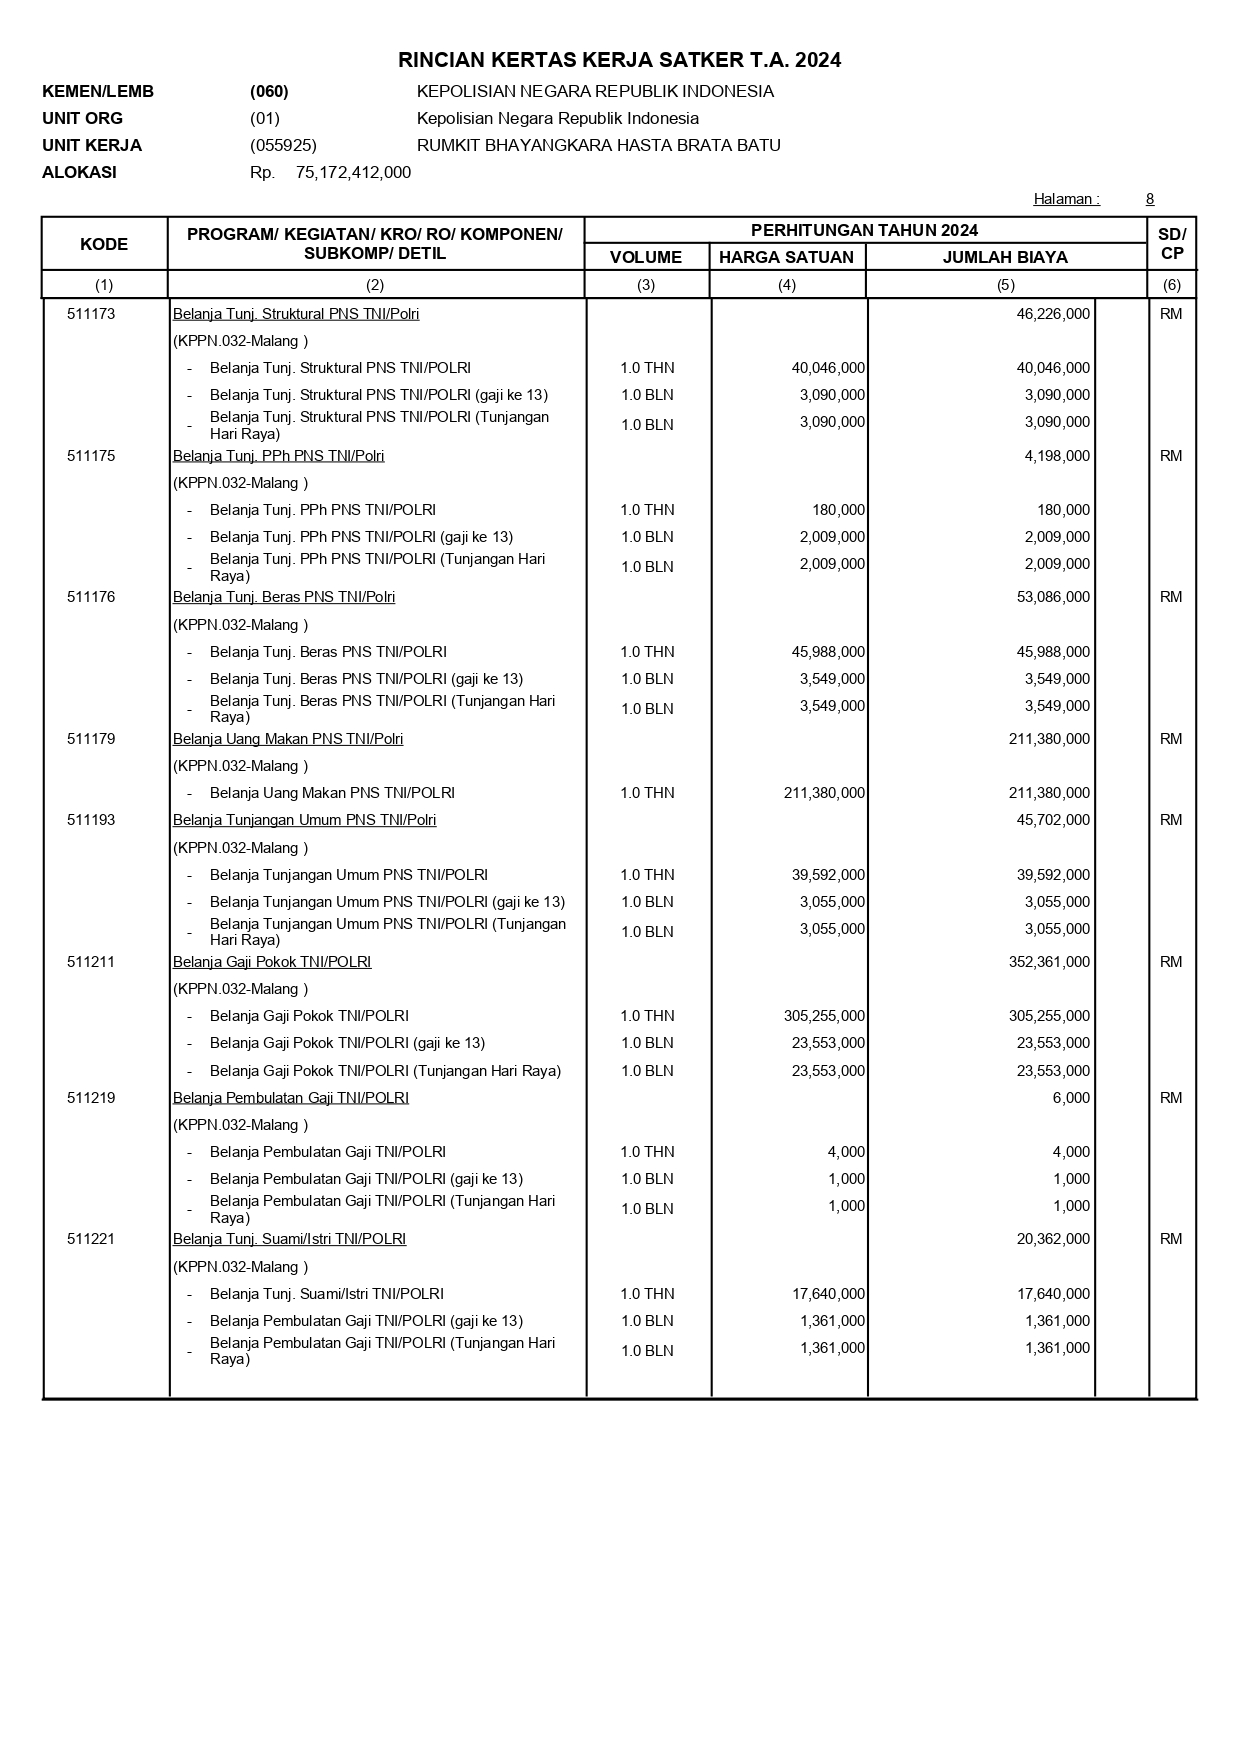 RINCIAN KERTAS KERJA SATKER T.A. 2024
KEMEN/LEMB (060) KEPOLISIAN NEGARA REPUBLIK INDONESIA
UNIT ORG (01) Kepolisian Negara Republik Indonesia
UNIT KERJA (055925) RUMKIT BHAYANGKARA HASTA BRATA BATU
ALOKASI Rp. 75,172,412,000
Halaman : 8
KODE PROGRAM/ KEGIATAN/ KRO/ RO/ KOMPONEN/ SUBKOMP/ DETIL PERHITUNGAN TAHUN 2024 SD/ CP
VOLUME HARGA SATUAN JUMLAH BIAYA
(1) (2) (3) (4) (5) (6)
511173 Belanja Tunj. Struktural PNS TNI/Polri 46,226,000 RM
(KPPN.032-Malang )
- Belanja Tunj. Struktural PNS TNI/POLRI 1.0 THN 40,046,000 40,046,000
- Belanja Tunj. Struktural PNS TNI/POLRI (gaji ke 13) 1.0 BLN 3,090,000 3,090,000
- Belanja Tunj. Struktural PNS TNI/POLRI (Tunjangan
Hari Raya) 1.0 BLN 3,090,000 3,090,000
511175 Belanja Tunj. PPh PNS TNI/Polri 4,198,000 RM
(KPPN.032-Malang )
- Belanja Tunj. PPh PNS TNI/POLRI 1.0 THN 180,000 180,000
- Belanja Tunj. PPh PNS TNI/POLRI (gaji ke 13) 1.0 BLN 2,009,000 2,009,000
- Belanja Tunj. PPh PNS TNI/POLRI (Tunjangan Hari
Raya) 1.0 BLN 2,009,000 2,009,000
511176 Belanja Tunj. Beras PNS TNI/Polri 53,086,000 RM
(KPPN.032-Malang )
- Belanja Tunj. Beras PNS TNI/POLRI 1.0 THN 45,988,000 45,988,000
- Belanja Tunj. Beras PNS TNI/POLRI (gaji ke 13) 1.0 BLN 3,549,000 3,549,000
- Belanja Tunj. Beras PNS TNI/POLRI (Tunjangan Hari
Raya) 1.0 BLN 3,549,000 3,549,000
511179 Belanja Uang Makan PNS TNI/Polri 211,380,000 RM
(KPPN.032-Malang )
- Belanja Uang Makan PNS TNI/POLRI 1.0 THN 211,380,000 211,380,000
511193 Belanja Tunjangan Umum PNS TNI/Polri 45,702,000 RM
(KPPN.032-Malang )
- Belanja Tunjangan Umum PNS TNI/POLRI 1.0 THN 39,592,000 39,592,000
- Belanja Tunjangan Umum PNS TNI/POLRI (gaji ke 13) 1.0 BLN 3,055,000 3,055,000
- Belanja Tunjangan Umum PNS TNI/POLRI (Tunjangan
Hari Raya) 1.0 BLN 3,055,000 3,055,000
511211 Belanja Gaji Pokok TNI/POLRI 352,361,000 RM
(KPPN.032-Malang )
- Belanja Gaji Pokok TNI/POLRI 1.0 THN 305,255,000 305,255,000
- Belanja Gaji Pokok TNI/POLRI (gaji ke 13) 1.0 BLN 23,553,000 23,553,000
- Belanja Gaji Pokok TNI/POLRI (Tunjangan Hari Raya) 1.0 BLN 23,553,000 23,553,000
511219 Belanja Pembulatan Gaji TNI/POLRI 6,000 RM
(KPPN.032-Malang )
- Belanja Pembulatan Gaji TNI/POLRI 1.0 THN 4,000 4,000
- Belanja Pembulatan Gaji TNI/POLRI (gaji ke 13) 1.0 BLN 1,000 1,000
- Belanja Pembulatan Gaji TNI/POLRI (Tunjangan Hari
Raya) 1.0 BLN 1,000 1,000
511221 Belanja Tunj. Suami/Istri TNI/POLRI 20,362,000 RM
(KPPN.032-Malang )
- Belanja Tunj. Suami/Istri TNI/POLRI 1.0 THN 17,640,000 17,640,000
- Belanja Pembulatan Gaji TNI/POLRI (gaji ke 13) 1.0 BLN 1,361,000 1,361,000
- Belanja Pembulatan Gaji TNI/POLRI (Tunjangan Hari
Raya) 1.0 BLN 1,361,000 1,361,000